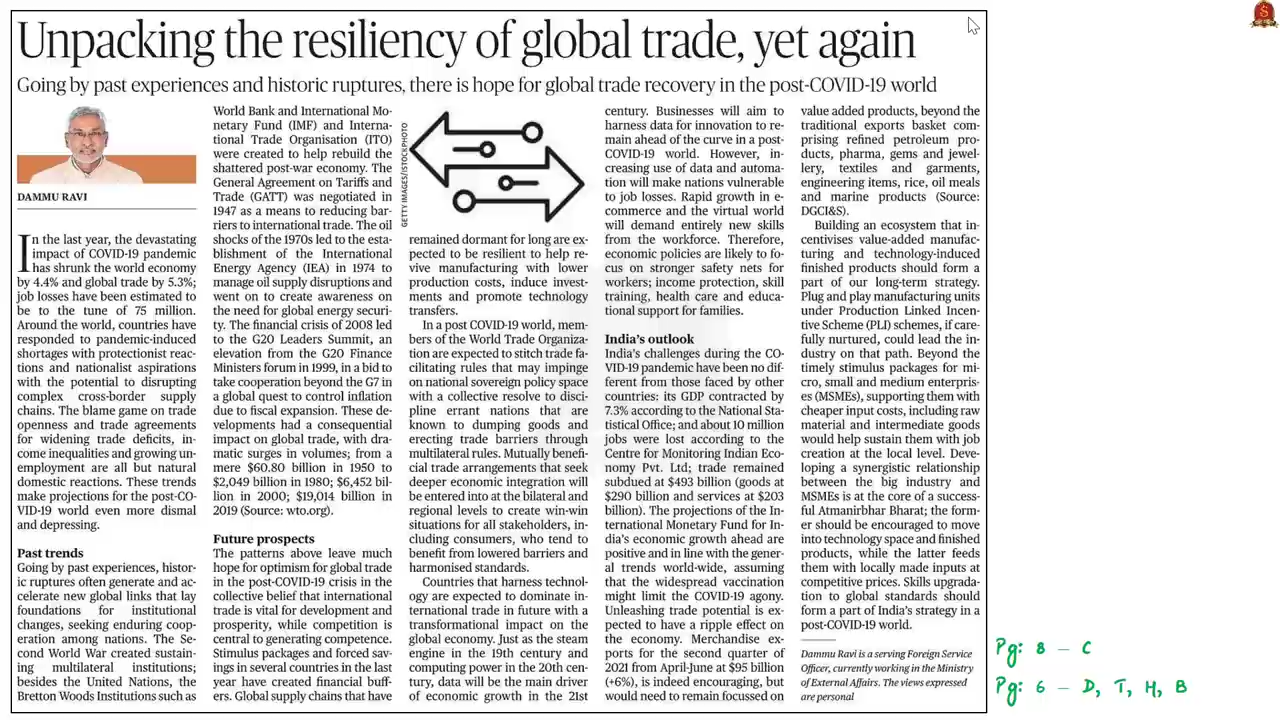 Unpacking the resiliency of global trade, yet again
Going by past experiences and historic ruptures, there is hope for global trade recovery in the post-COVID-19 world
DAMMU RAVI
In the last year, the devastating
impact of COVID-19 pandemic
has shrunk the world economy
by 4.4% and global trade by 5.3%;
job losses have been estimated to
be to the tune of 75 million.
Around the world, countries have
responded to pandemic-induced
shortages with protectionist reac-
tions and nationalist aspirations
with the potential to disrupting
complex cross-border supply
chains. The blame game on trade
openness and trade agreements
for widening trade deficits, in-
come inequalities and growing un-
employment are all but natural
domestic reactions. These trends
make projections for the post-CO-
VID-19 world even more dismal
and depressing.
Past trends
Going by past experiences, histor-
ic ruptures often generate and ac-
celerate new global links that lay
foundations for institutional
changes, seeking enduring coop-
eration among nations. The Se-
cond World War created sustain-
ing multilateral institutions;
besides the United Nations, the
Bretton Woods Institutions such as
World Bank and International Mo-
netary Fund (IMF) and Interna-
tional Trade Organisation (ITO)
were created to help rebuild the
shattered post-war economy. The
General Agreement on Tariffs and
Trade (GATT) was negotiated in
1947 as a means to reducing bar-
riers to international trade. The oil
shocks of the 1970s led to the esta-
blishment of the International
Energy Agency (IEA) in 1974 to
manage oil supply disruptions and
went on to create awareness on
the need for global energy securi-
ty. The financial crisis of 2008 led
to the G20 Leaders Summit, an
elevation from the G20 Finance
Ministers forum in 1999, in a bid to
take cooperation beyond the G7 in
a global quest to control inflation
due to fiscal expansion. These de-
velopments had a consequential
impact on global trade, with dra-
matic surges in volumes; from a
mere $60.80 billion in 1950 to
$2,049 billion in 1980; $6,452 bil-
lion in 2000; $19,014 billion in
2019 (Source: wto.org).
Future prospects
The patterns above leave much
hope for optimism for global trade
in the post-COVID-19 crisis in the
collective belief that international
trade is vital for development and
prosperity, while competition is
central to generating competence.
Stimulus packages and forced sav-
ings in several countries in the last
year have created financial buff-
ers. Global supply chains that have
GETTY IMAGES/ISTOCKPHOTO
remained dormant for long are ex-
pected to be resilient to help re-
vive manufacturing with lower
production costs, induce invest-
ments and promote technology
transfers.
In a post COVID-19 world, mem-
bers of the World Trade Organiza-
tion are expected to stitch trade fa-
cilitating rules that may impinge
on national sovereign policy space
with a collective resolve to disci-
pline errant nations that are
known to dumping goods and
erecting trade barriers through
multilateral rules. Mutually benefi-
cial trade arrangements that seek
deeper economic integration will
be entered into at the bilateral and
regional levels to create win-win
situations for all stakeholders, in-
cluding consumers, who tend to
benefit from lowered barriers and
harmonised standards.
Countries that harness technol-
ogy are expected to dominate in-
ternational trade in future with a
transformational impact on the
global economy. Just as the steam
engine in the 19th century and
computing power in the 20th cen-
tury, data will be the main driver
of economic growth in the 21st
century. Businesses will aim to
harness data for innovation to re-
main ahead of the curve in a post-
COVID-19 world. However, in-
creasing use of data and automa-
tion will make nations vulnerable
to job losses. Rapid growth in e-
commerce and the virtual world
will demand entirely new skills
from the workforce. Therefore,
economic policies are likely to fo-
cus on stronger safety nets for
workers; income protection, skill
training, health care and educa-
tional support for families.
India's outlook
India's challenges during the CO-
VID-19 pandemic have been no dif-
ferent from those faced by other
countries: its GDP contracted by
7.3% according to the National Sta-
tistical Office; and about 10 million
jobs were lost according to the
Centre for Monitoring Indian Eco-
nomy Pvt. Ltd; trade remained
subdued at $493 billion (goods at
$290 billion and services at $203
billion). The projections of the In-
ternational Monetary Fund for In-
dia's economic growth ahead are
positive and in line with the gener-
al trends world-wide, assuming
that the widespread vaccination
might limit the COVID-19 agony.
Unleashing trade potential is ex-
pected to have a ripple effect on
the economy. Merchandise ex-
ports for the second quarter of
2021 from April-June at $95 billion
(+6%), is indeed encouraging, but
would need to remain focussed on
value added products, beyond the
traditional exports basket com-
prising refined petroleum pro-
ducts, pharma, gems and jewel-
lery, textiles and garments,
engineering items, rice, oil meals
and marine products (Source:
DGCI&S).
Building an ecosystem that in-
centivises value-added manufac-
turing and technology-induced
finished products should form a
part of our long-term strategy.
Plug and play manufacturing units
under Production Linked Incen-
tive Scheme (PLI) schemes, if care-
fully nurtured, could lead the in-
dustry on that path. Beyond the
timely stimulus packages for mi-
cro, small and medium enterpris-
es (MSMEs), supporting them with
cheaper input costs, including raw
material and intermediate goods
would help sustain them with job
creation at the local level. Deve-
loping a synergistic relationship
between the big industry and
MSMEs is at the core of a success-
ful Atmanirbhar Bharat; the for-
mer should be encouraged to move
into technology space and finished
products, while the latter feeds
them with locally made inputs at
competitive prices. Skills upgrada-
tion to global standards should
form a part of India's strategy in a
post-COVID-19 world.
Dammu Ravi is a serving Foreign Service
Officer, currently working in the Ministry
of External Affairs. The views expressed
are personal
Pg: 8 - C
Pg: 6 - D, T, H, B